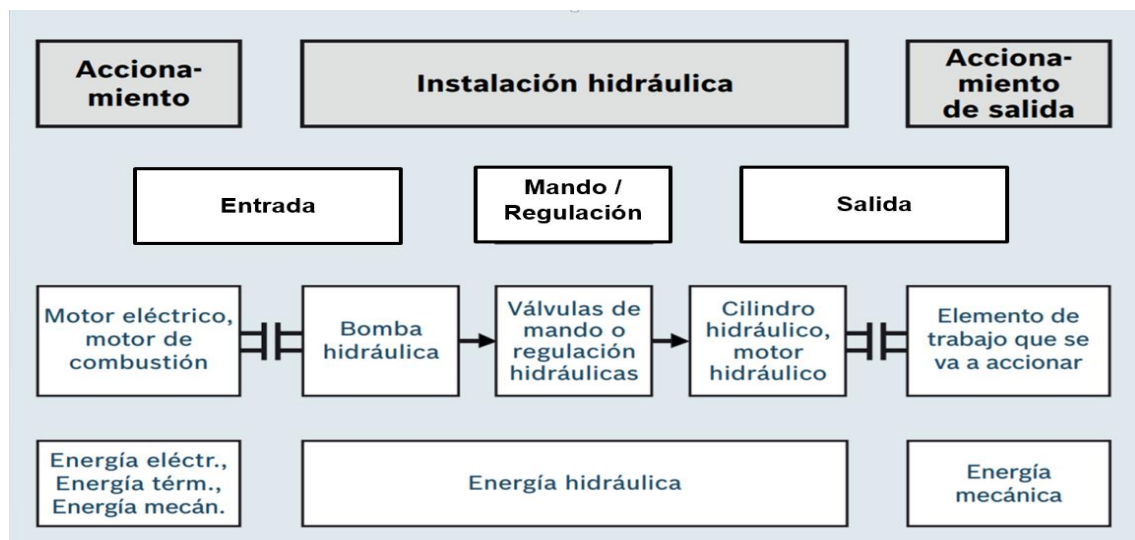 Acciona-
miento
Instalación hidráulica
Acciona-
miento
de salida
Entrada
Mando /
Regulación
Salida
Motor eléctrico,
motor de
combustión
Bomba
hidráulica
Válvulas de
mando o
regulación
hidráulicas
Cilindro
hidráulico,
motor
hidráulico
Elemento de
trabajo que se
va a accionar
Energía eléctr.,
Energía térm.,
Energía mecán.
Energía hidráulica
Energía
mecánica